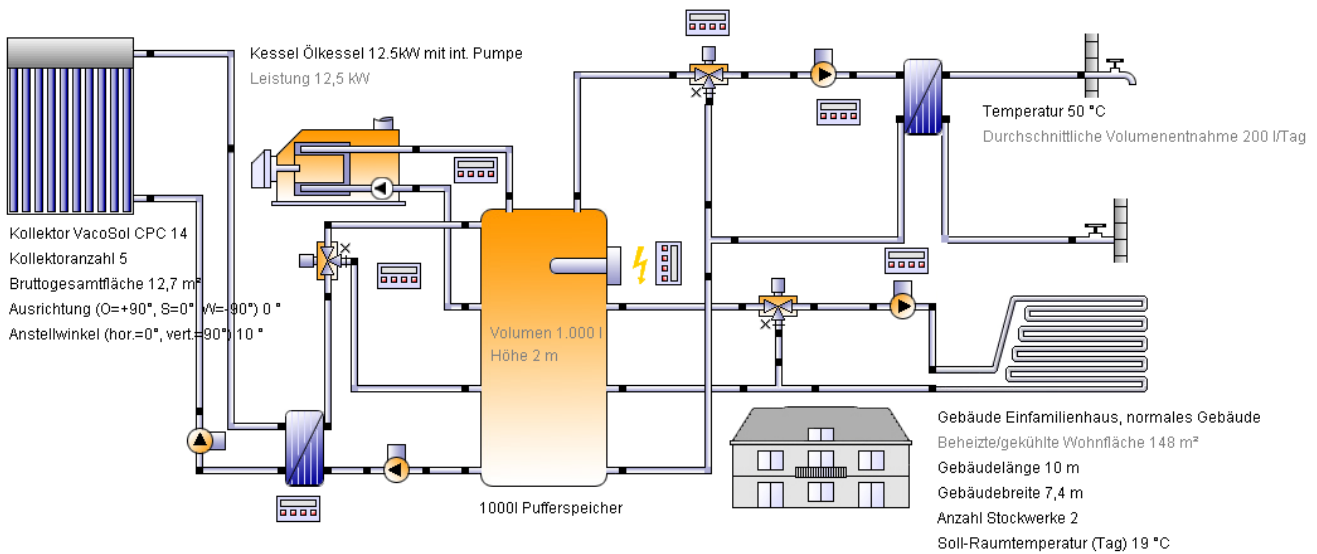 Kessel Ölkessel 12.5kW mit int. Pumpe
Leistung 12,5 kW
Temperatur 50 °C
Durchschnittliche Volumenentnahme 200 l/Tag
Kollektor VacoSol CPC 14
Kollektoranzahl 5
Bruttogesamtfläche 12,7 m²
Ausrichtung (O=+90°, S=0°, W=-90°) 0 °
Anstellwinkel (hor.=0°, vert.=90°) 10 °
Volumen 1.000 l
Höhe 2 m
1000l Pufferspeicher
Gebäude Einfamilienhaus, normales Gebäude
Beheizte/gekühlte Wohnfläche 148 m²
Gebäudelänge 10 m
Gebäudebreite 7,4 m
Anzahl Stockwerke 2
Soll-Raumtemperatur (Tag) 19 °C